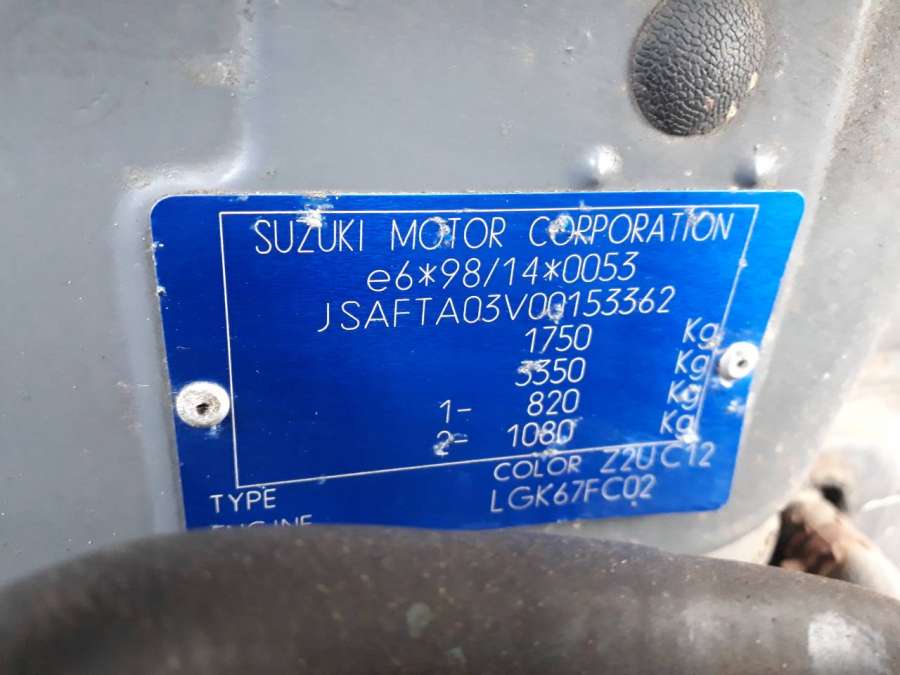 SUZUKI MOTOR CORPORATION
e6*98/14*0053
JSAFTA03V00153362
1750 Kg
3350 Kg
1- 820 Kg
2- 1080 Kg
COLOR Z2U C12
TYPE LGK67FC02
ENGINE